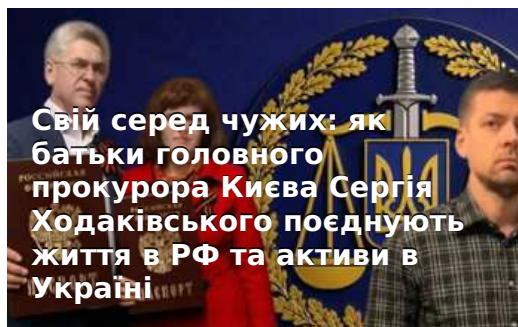 Свій серед чужих: як
батьки головного
прокурора Києва Сергія
Ходаківського поєднують
життя в РФ та активи в
Україні